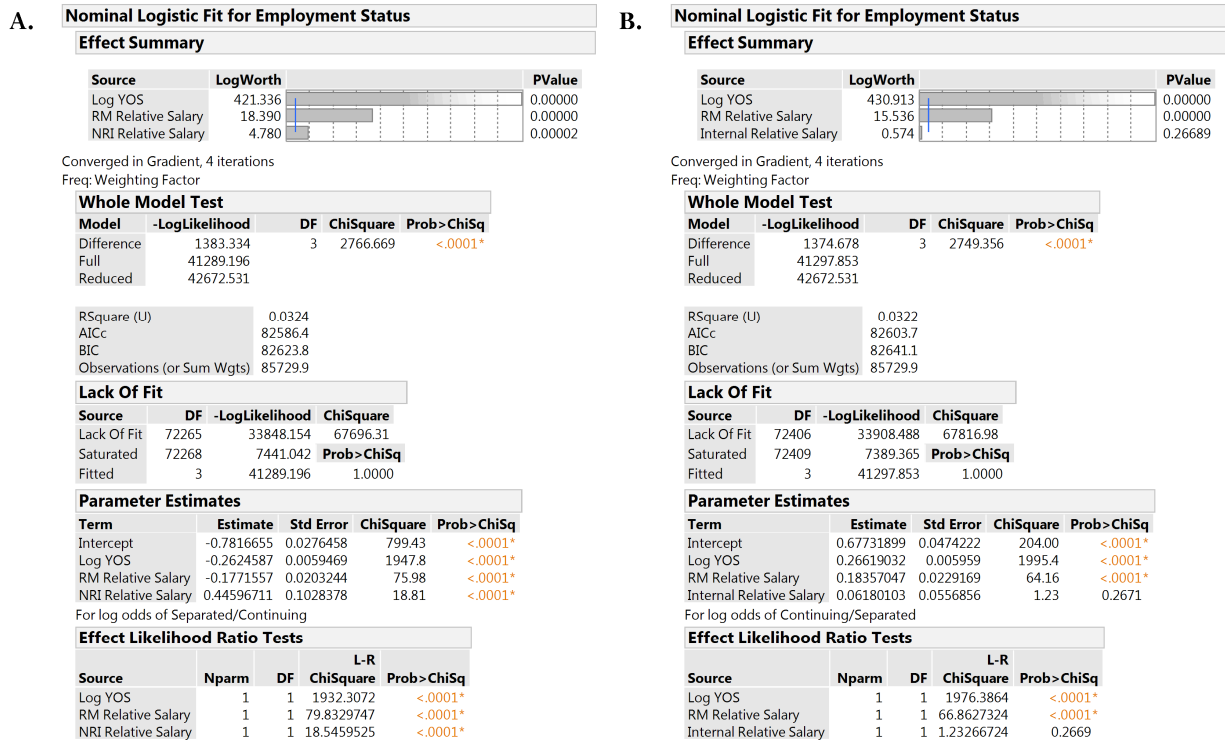 A.
Nominal Logistic Fit for Employment Status
Effect Summary
Source LogWorth PValue
Log YOS 421.336 0.00000
RM Relative Salary 18.390 0.00000
NRI Relative Salary 4.780 0.00002
Converged in Gradient, 4 iterations
Freq: Weighting Factor
Whole Model Test
Model -LogLikelihood DF ChiSquare Prob>ChiSq
Difference 1383.334 3 2766.669 <.0001*
Full 41289.196
Reduced 42672.531
RSquare (U) 0.0324
AICc 82586.4
BIC 82623.8
Observations (or Sum Wgts) 85729.9
Lack Of Fit
Source DF -LogLikelihood ChiSquare
Lack Of Fit 72265 33848.154 67696.31
Saturated 72268 7441.042 Prob>ChiSq
Fitted 3 41289.196 1.0000
Parameter Estimates
Term Estimate Std Error ChiSquare Prob>ChiSq
Intercept -0.7816655 0.0276458 799.43 <.0001*
Log YOS -0.2624587 0.0059469 1947.8 <.0001*
RM Relative Salary -0.1771557 0.0203244 75.98 <.0001*
NRI Relative Salary 0.44596711 0.1028378 18.81 <.0001*
For log odds of Separated/Continuing
Effect Likelihood Ratio Tests
L-R
Source Nparm DF ChiSquare Prob>ChiSq
Log YOS 1 1 1932.3072 <.0001*
RM Relative Salary 1 1 79.8329747 <.0001*
NRI Relative Salary 1 1 18.5459525 <.0001*
B.
Nominal Logistic Fit for Employment Status
Effect Summary
Source LogWorth PValue
Log YOS 430.913 0.00000
RM Relative Salary 15.536 0.00000
Internal Relative Salary 0.574 0.26689
Converged in Gradient, 4 iterations
Freq: Weighting Factor
Whole Model Test
Model -LogLikelihood DF ChiSquare Prob>ChiSq
Difference 1374.678 3 2749.356 <.0001*
Full 41297.853
Reduced 42672.531
RSquare (U) 0.0322
AICc 82603.7
BIC 82641.1
Observations (or Sum Wgts) 85729.9
Lack Of Fit
Source DF -LogLikelihood ChiSquare
Lack Of Fit 72406 33908.488 67816.98
Saturated 72409 7389.365 Prob>ChiSq
Fitted 3 41297.853 1.0000
Parameter Estimates
Term Estimate Std Error ChiSquare Prob>ChiSq
Intercept 0.67731899 0.0474222 204.00 <.0001*
Log YOS 0.26619032 0.005959 1995.4 <.0001*
RM Relative Salary 0.18357047 0.0229169 64.16 <.0001*
Internal Relative Salary 0.06180103 0.0556856 1.23 0.2671
For log odds of Continuing/Separated
Effect Likelihood Ratio Tests
L-R
Source Nparm DF ChiSquare Prob>ChiSq
Log YOS 1 1 1976.3864 <.0001*
RM Relative Salary 1 1 66.8627324 <.0001*
Internal Relative Salary 1 1 1.23266724 0.2669